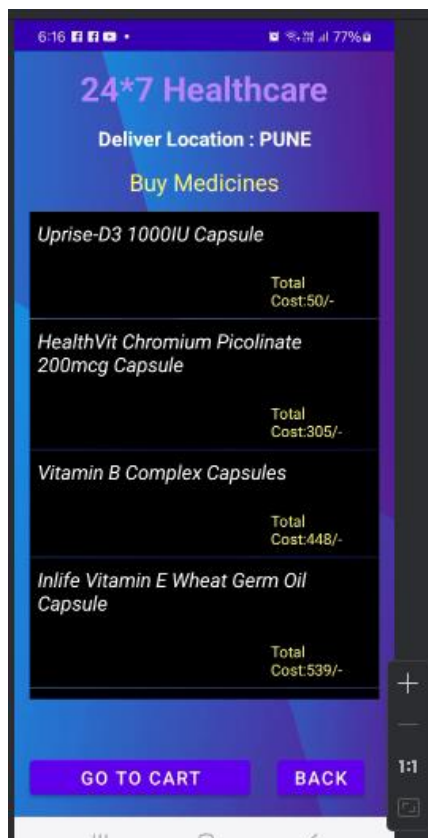 6:16
77%
24*7 Healthcare
Deliver Location : PUNE
Buy Medicines
Uprise-D3 1000IU Capsule
Total
Cost:50/-
HealthVit Chromium Picolinate
200mcg Capsule
Total
Cost:305/-
Vitamin B Complex Capsules
Total
Cost:448/-
Inlife Vitamin E Wheat Germ Oil
Capsule
Total
Cost:539/-
1:1
GO TO CART
BACK